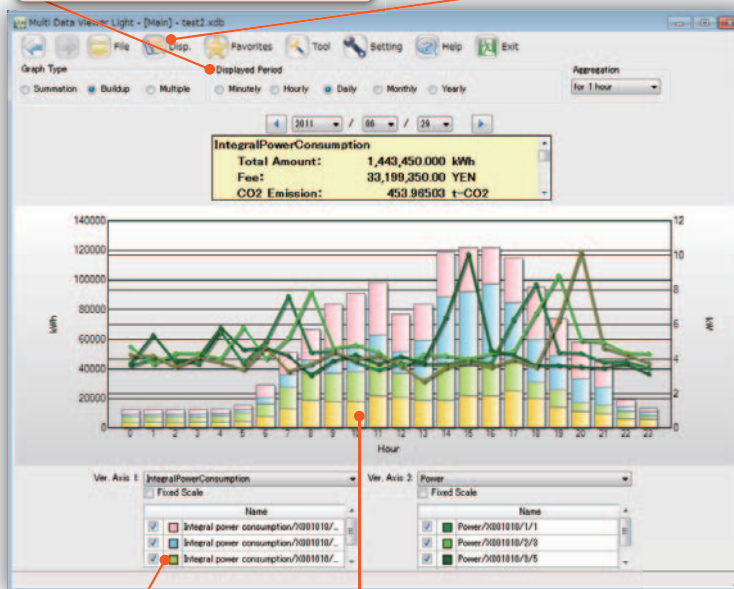 Multi Data Viewer Light - [Main] - test2.xdb
File Disp. Favorites Tool Setting Help Exit
Graph Type Displayed Period Aggregation
Summation Buildup Multiple Minutely Hourly Daily Monthly Yearly for 1 hour
2011 / 06 / 29
IntegralPowerConsumption
Total Amount: 1,443,450.000 kWh
Fee: 33,199,350.00 YEN
CO2 Emission: 453.96503 t-CO2
140000 12
120000 10
100000 8
80000
kWh 6 kW
60000
40000 4
20000 2
0 0
0 1 2 3 4 5 6 7 8 9 10 11 12 13 14 15 16 17 18 19 20 21 22 23
Hour
Ver. Axis 1: IntegralPowerConsumption Ver. Axis 2: Power
Fixed Scale Fixed Scale
Name Name
Integral power consumption/X001010/... Power/X001010/1/1
Integral power consumption/X001010/... Power/X001010/2/3
Integral power consumption/X001010/... Power/X001010/3/5